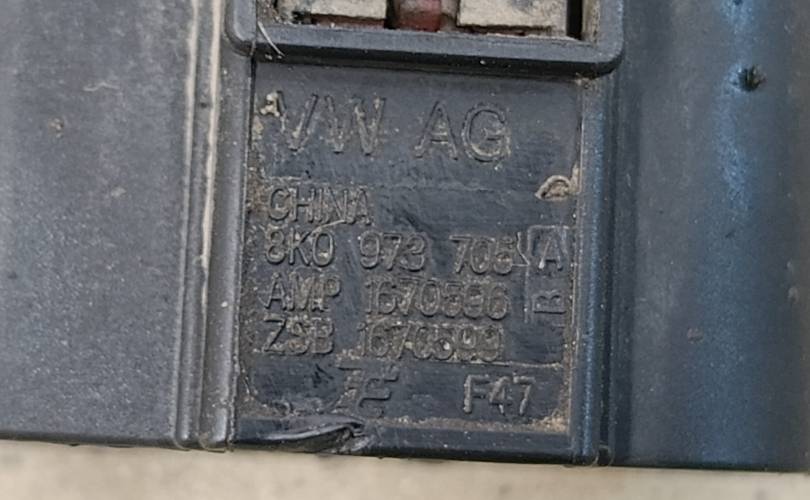 VW AG
CHINA
8K0 973 705 A
AMP 1670596 B
ZSB 1670599
F47